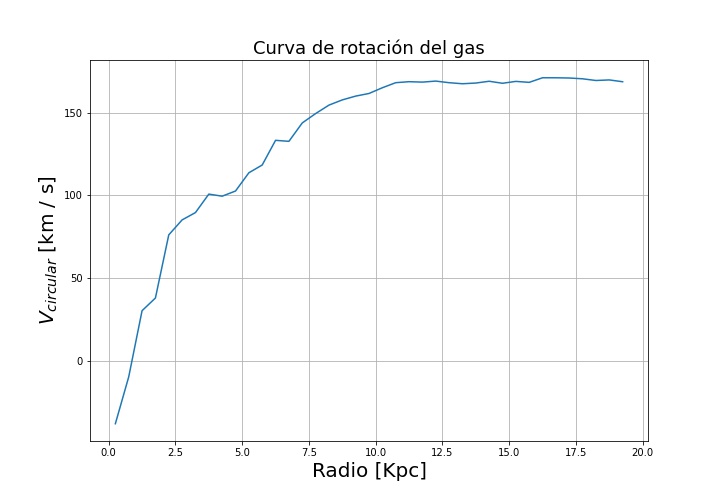 Curva de rotación del gas
V_circular [km / s]
150
100
50
0
0.0 2.5 5.0 7.5 10.0 12.5 15.0 17.5 20.0
Radio [Kpc]